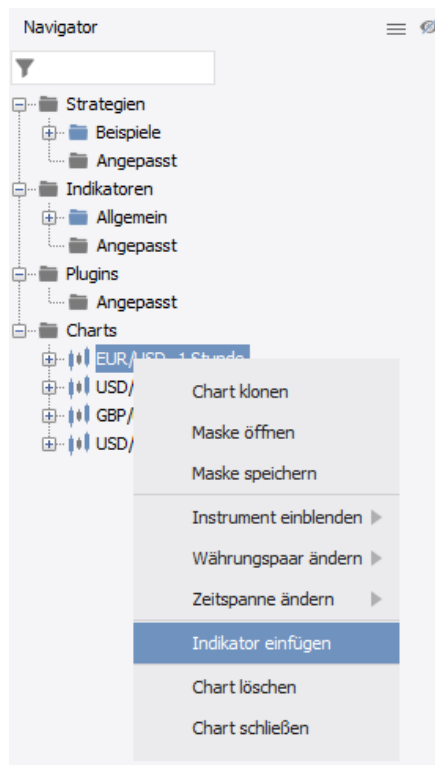 Navigator
Strategien
Beispiele
Angepasst
Indikatoren
Allgemein
Angepasst
Plugins
Angepasst
Charts
EUR/USD 1 Stunde
USD/
GBP/
USD/
Chart klonen
Maske öffnen
Maske speichern
Instrument einblenden
Währungspaar ändern
Zeitspanne ändern
Indikator einfügen
Chart löschen
Chart schließen